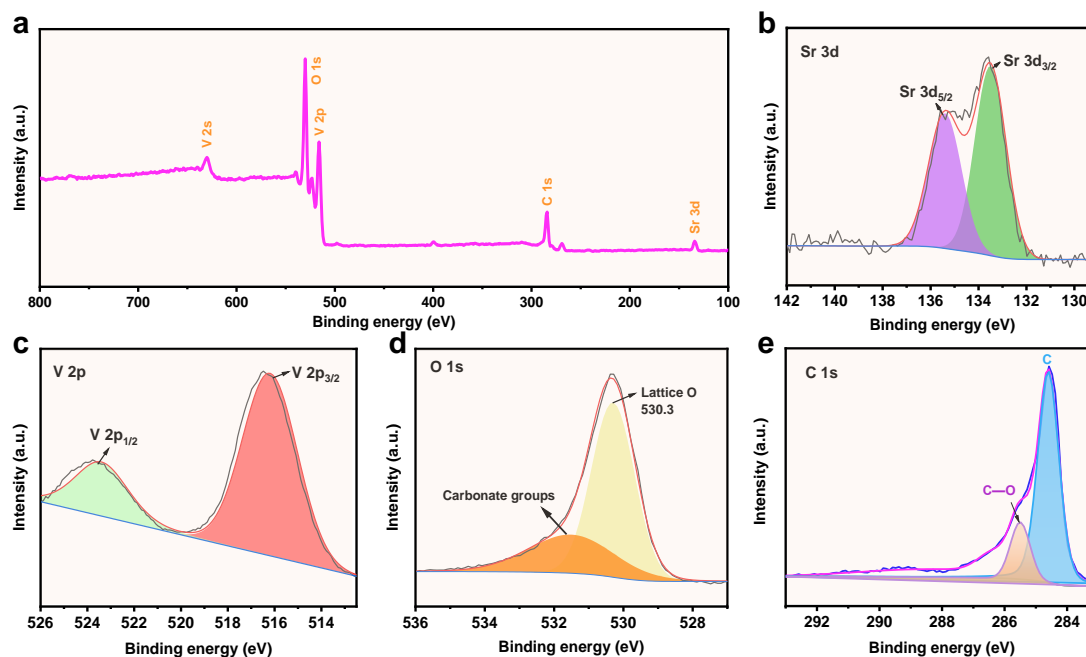 a
V 2s
O 1s
V 2p
C 1s
Sr 3d
Intensity (a.u.)
800 700 600 500 400 300 200 100
Binding energy (eV)
b
Sr 3d
Sr 3d5/2
Sr 3d3/2
Intensity (a.u.)
142 140 138 136 134 132 130
Binding energy (eV)
c
V 2p
V 2p1/2
V 2p3/2
Intensity (a.u.)
526 524 522 520 518 516 514
Binding energy (eV)
d
O 1s
Lattice O
530.3
Carbonate groups
Intensity (a.u.)
536 534 532 530 528
Binding energy (eV)
e
C 1s
C
C—O
Intensity (a.u.)
292 290 288 286 284
Binding energy (eV)